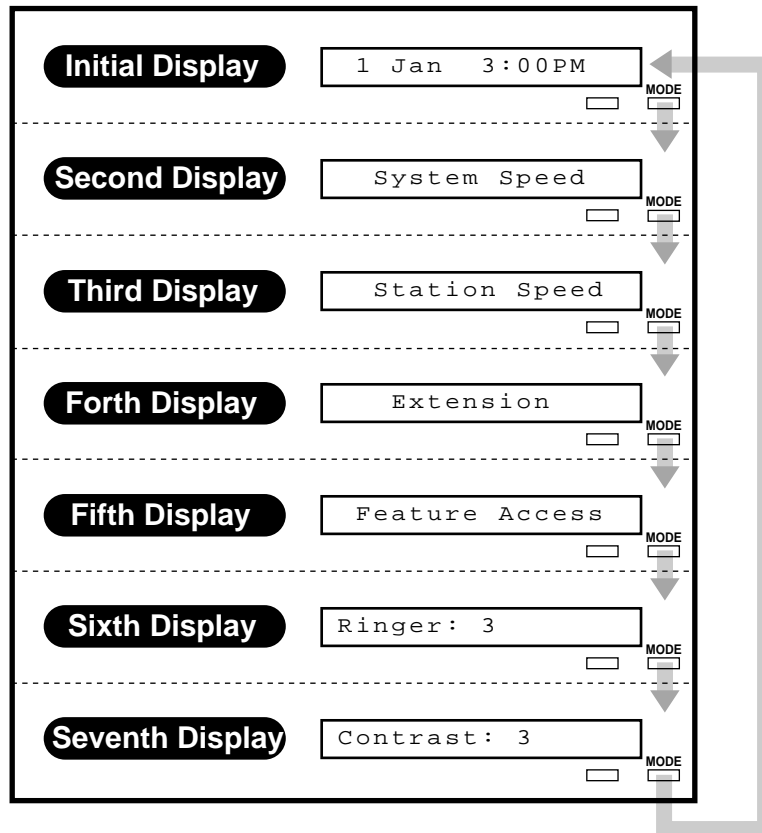 Initial Display
1 Jan  3:00PM
MODE
Second Display
System Speed
MODE
Third Display
Station Speed
MODE
Forth Display
Extension
MODE
Fifth Display
Feature Access
MODE
Sixth Display
Ringer: 3
MODE
Seventh Display
Contrast: 3
MODE